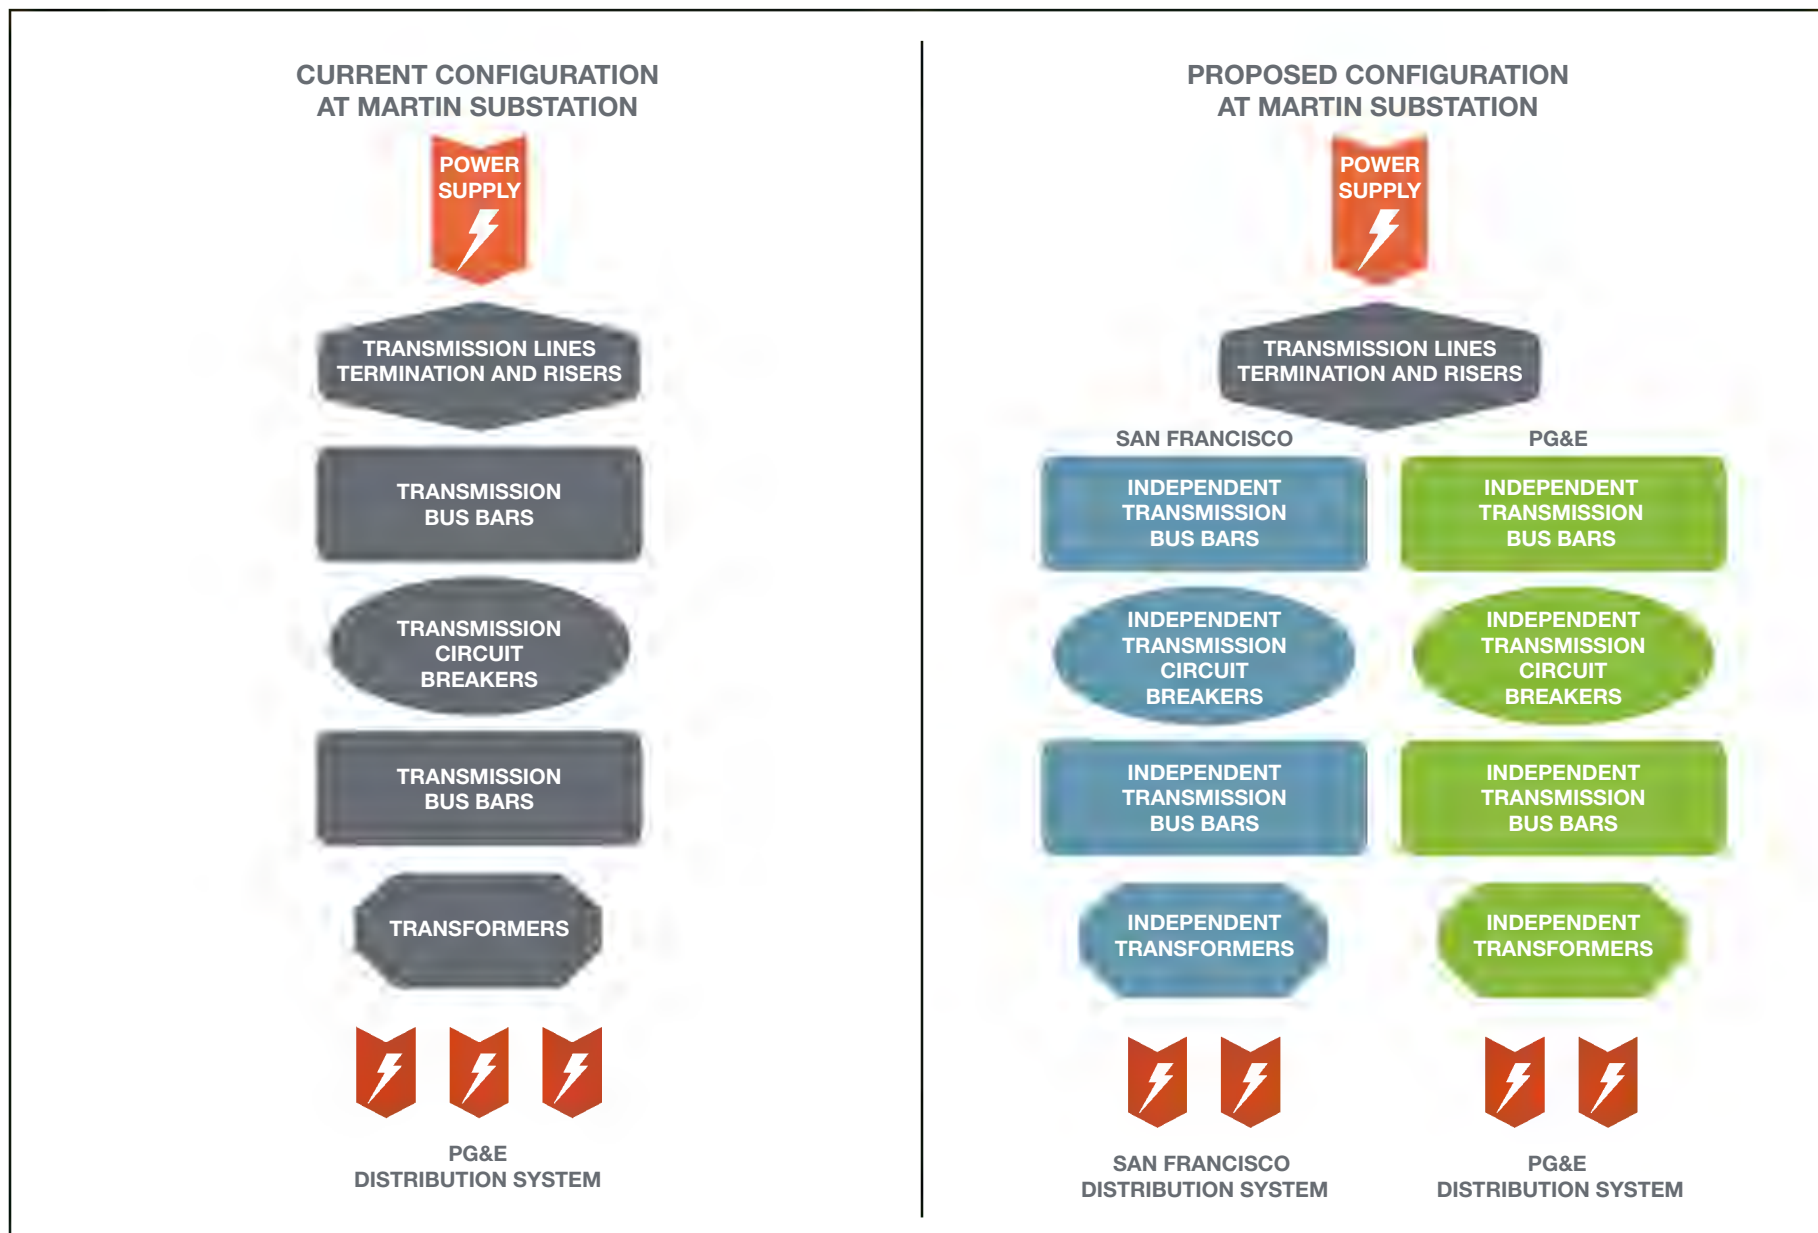 CURRENT CONFIGURATION
AT MARTIN SUBSTATION
POWER
SUPPLY
TRANSMISSION LINES
TERMINATION AND RISERS
TRANSMISSION
BUS BARS
TRANSMISSION
CIRCUIT
BREAKERS
TRANSMISSION
BUS BARS
TRANSFORMERS
PG&E
DISTRIBUTION SYSTEM
PROPOSED CONFIGURATION
AT MARTIN SUBSTATION
POWER
SUPPLY
TRANSMISSION LINES
TERMINATION AND RISERS
SAN FRANCISCO
INDEPENDENT
TRANSMISSION
BUS BARS
INDEPENDENT
TRANSMISSION
CIRCUIT
BREAKERS
INDEPENDENT
TRANSMISSION
BUS BARS
INDEPENDENT
TRANSFORMERS
SAN FRANCISCO
DISTRIBUTION SYSTEM
PG&E
INDEPENDENT
TRANSMISSION
BUS BARS
INDEPENDENT
TRANSMISSION
CIRCUIT
BREAKERS
INDEPENDENT
TRANSMISSION
BUS BARS
INDEPENDENT
TRANSFORMERS
PG&E
DISTRIBUTION SYSTEM